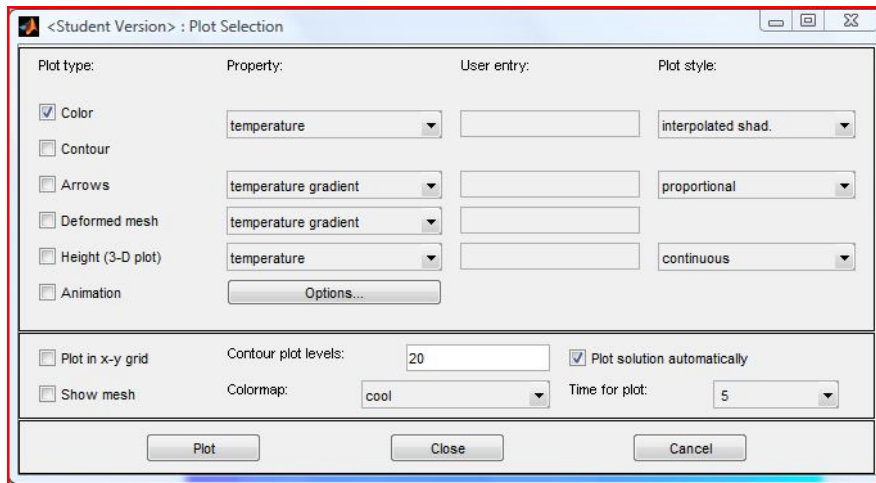 <Student Version> : Plot Selection
Plot type: Property: User entry: Plot style:
Color temperature interpolated shad.
Contour
Arrows temperature gradient proportional
Deformed mesh temperature gradient
Height (3-D plot) temperature continuous
Animation Options...
Plot in x-y grid Contour plot levels: 20 Plot solution automatically
Show mesh Colormap: cool Time for plot: 5
Plot Close Cancel